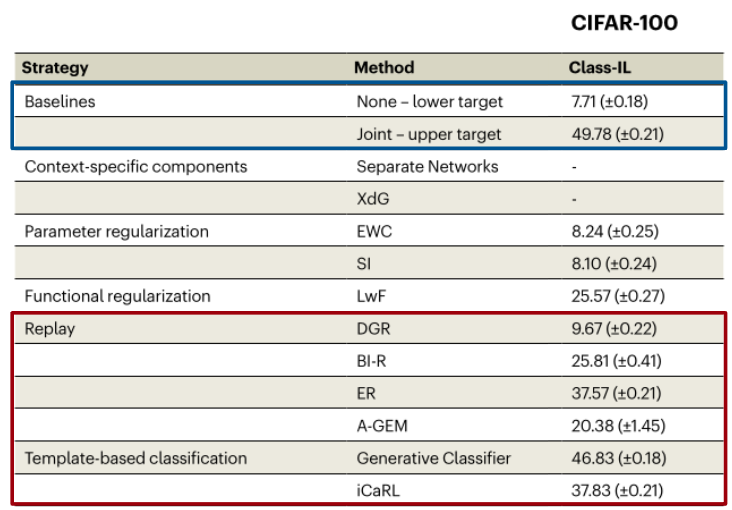 CIFAR-100
Strategy Method Class-IL
Baselines None – lower target 7.71 (±0.18)
Joint – upper target 49.78 (±0.21)
Context-specific components Separate Networks -
XdG -
Parameter regularization EWC 8.24 (±0.25)
SI 8.10 (±0.24)
Functional regularization LwF 25.57 (±0.27)
Replay DGR 9.67 (±0.22)
BI-R 25.81 (±0.41)
ER 37.57 (±0.21)
A-GEM 20.38 (±1.45)
Template-based classification Generative Classifier 46.83 (±0.18)
iCaRL 37.83 (±0.21)